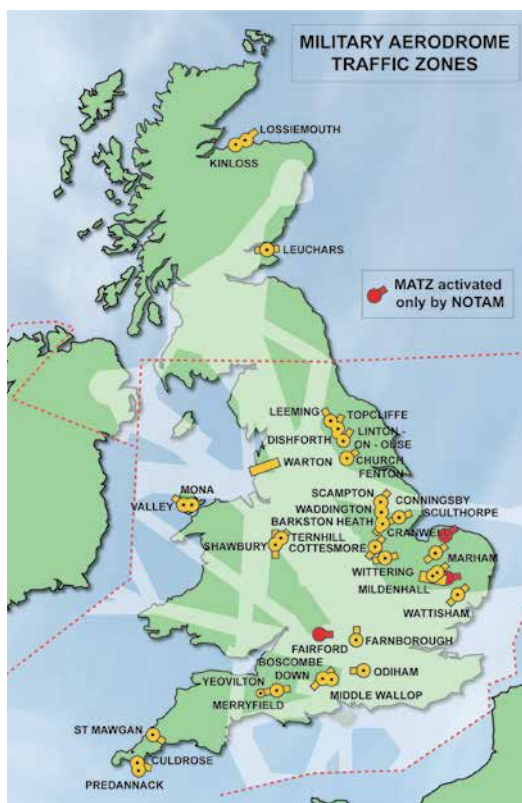 MILITARY AERODROME
TRAFFIC ZONES
LOSSIEMOUTH
KINLOSS
LEUCHARS
MATZ activated
only by NOTAM
LEEMING
TOPCLIFFE
LINTON -
ON - OUSE
DISHFORTH
WARTON
CHURCH
FENTON
MONA
VALLEY
SCAMPTON
CONINGSBY
WADDINGTON
SCULTHORPE
BARKSTON HEATH
CRANWELL
TERNHILL
SHAWBURY
COTTESMORE
MARHAM
WITTERING
MILDENHALL
WATTISHAM
FAIRFORD
FARNBOROUGH
BOSCOMBE
DOWN
ODIHAM
YEOVILTON
MERRYFIELD
MIDDLE WALLOP
ST MAWGAN
CULDROSE
PREDANNACK